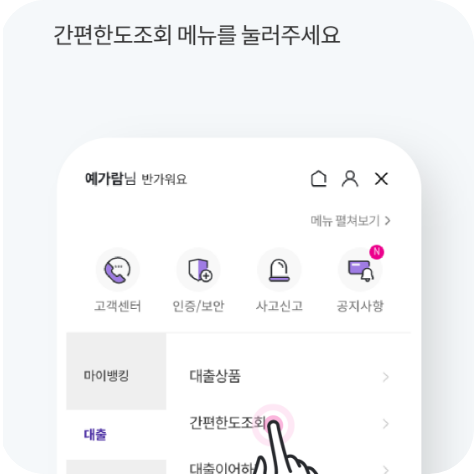 간편한도조회 메뉴를 눌러주세요
예가람님 반가워요
메뉴 펼쳐보기 >
N
고객센터 인증/보안 사고신고 공지사항
마이뱅킹 대출상품
간편한도조회
대출
대출이어하